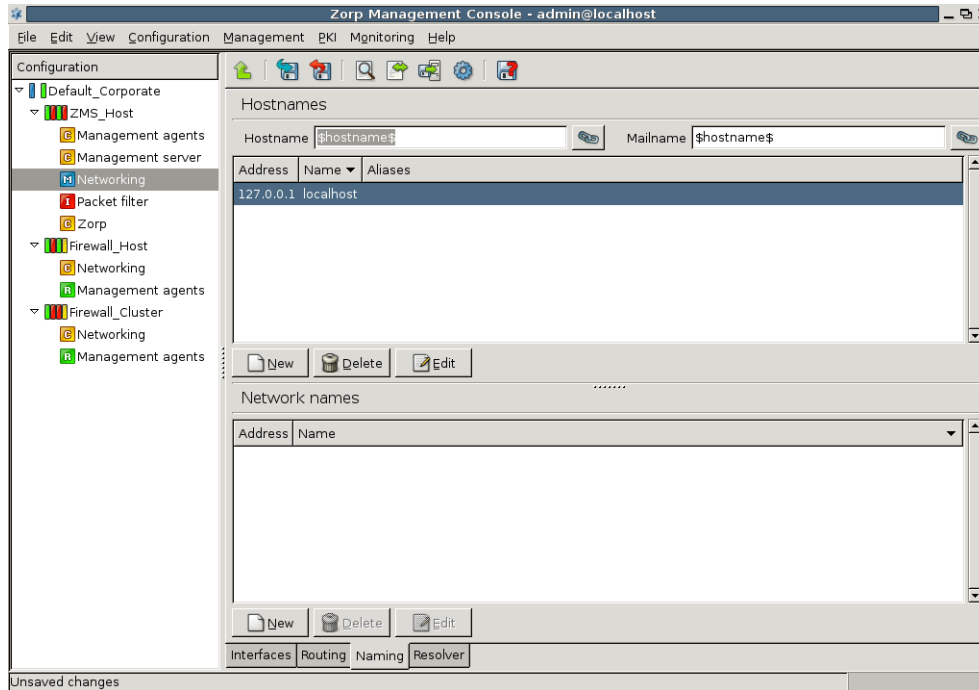 Zorp Management Console - admin@localhost
File Edit View Configuration Management PKI Monitoring Help
Configuration
Default_Corporate
ZMS_Host
C Management agents
C Management server
M Networking
I Packet filter
C Zorp
Firewall_Host
C Networking
R Management agents
Firewall_Cluster
C Networking
R Management agents
Hostnames
Hostname $hostname$ Mailname $hostname$
Address Name Aliases
127.0.0.1 localhost
New Delete Edit
Network names
Address Name
New Delete Edit
Interfaces Routing Naming Resolver
Unsaved changes